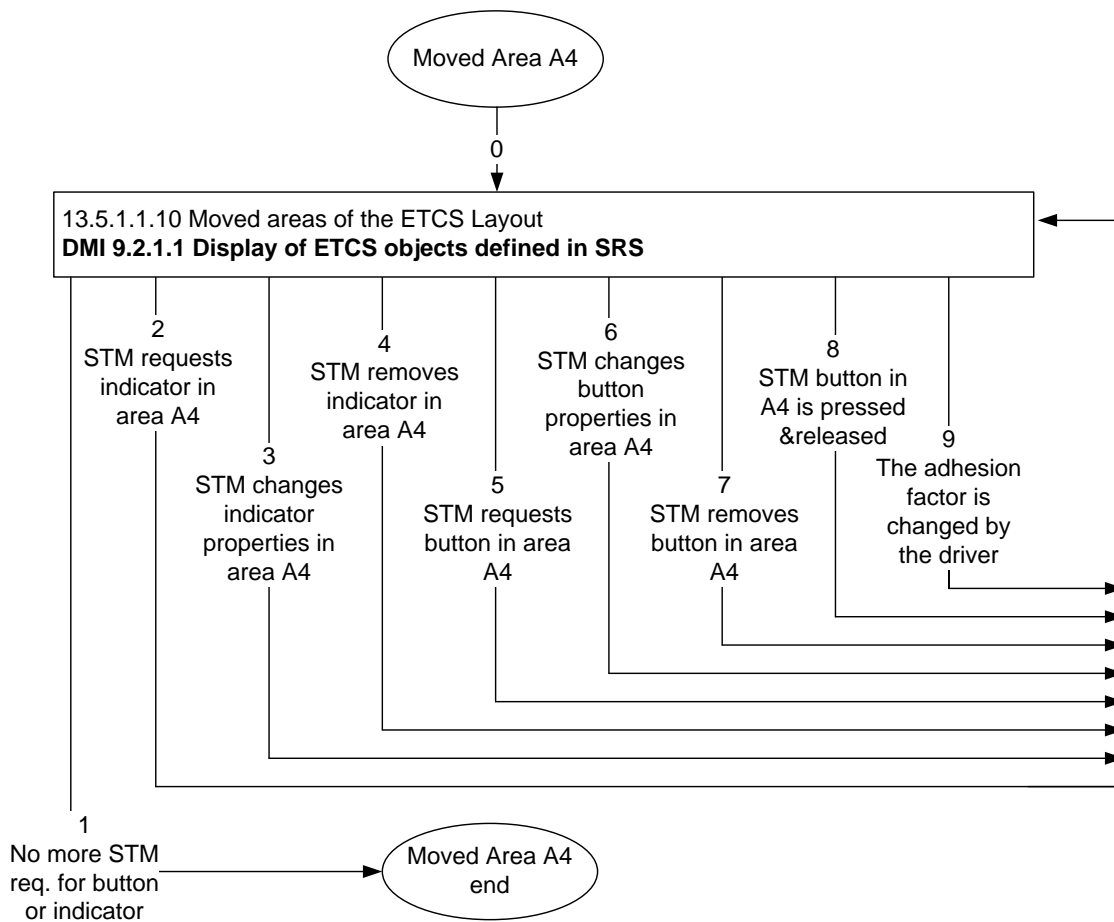 Moved Area A4
0
13.5.1.1.10 Moved areas of the ETCS Layout
DMI 9.2.1.1 Display of ETCS objects defined in SRS
2
STM requests
indicator in
area A4
4
STM removes
indicator in
area A4
6
STM changes
button
properties in
area A4
8
STM button in
A4 is pressed
&released
3
STM changes
indicator
properties in
area A4
5
STM requests
button in area
A4
7
STM removes
button in area
A4
9
The adhesion
factor is
changed by
the driver
1
No more STM
req. for button
or indicator
Moved Area A4
end